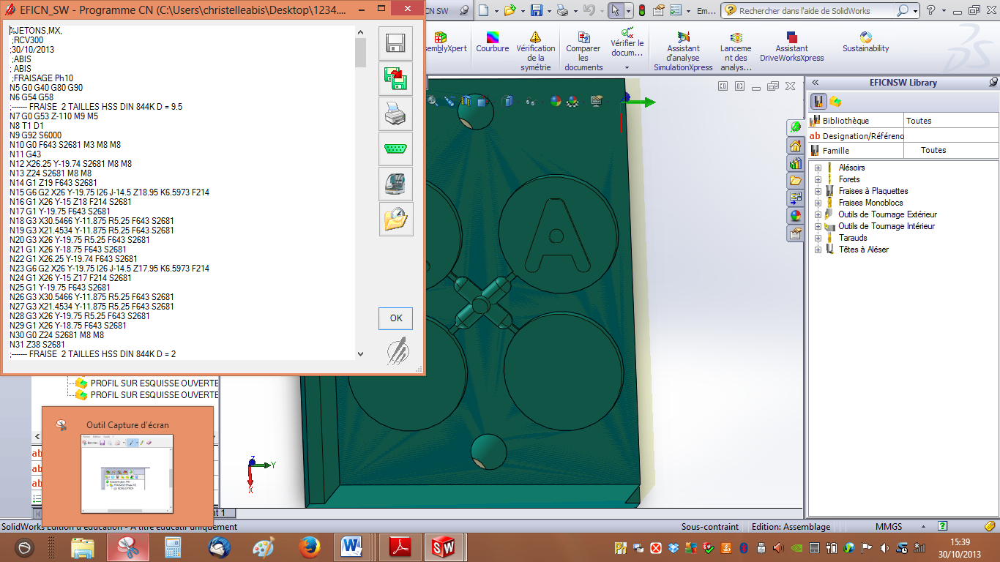 EFICN_SW - Programme CN (C:\Users\christelleabis\Desktop\1234....
%JETONS,MX,
;RCV300
;30/10/2013
;ABIS
; ABIS
;FRAISAGE Ph10
N5 G0 G40 G80 G90
N6 G54 G58
;------ FRAISE 2 TAILLES HSS DIN 844K D = 9.5
N7 G0 G53 Z-110 M9 M5
N8 T1 D1
N9 G92 S6000
N10 G0 F643 S2681 M3 M8 M8
N11 G43
N12 X26.25 Y-19.74 S2681 M8 M8
N13 Z24 S2681 M8 M8
N14 G1 Z19 F643 S2681
N15 G6 G2 X26 Y-19.75 I26 J-14.5 Z18.95 K6.5973 F214
N16 G1 X26 Y-15 Z18 F214 S2681
N17 G1 Y-19.75 F643 S2681
N18 G3 X30.5466 Y-11.875 R5.25 F643 S2681
N19 G3 X21.4534 Y-11.875 R5.25 F643 S2681
N20 G3 X26 Y-19.75 R5.25 F643 S2681
N21 G1 X26 Y-18.75 F643 S2681
N22 G1 X26.25 Y-19.74 F643 S2681
N23 G6 G2 X26 Y-19.75 I26 J-14.5 Z17.95 K6.5973 F214
N24 G1 X26 Y-15 Z17 F214 S2681
N25 G1 Y-19.75 F643 S2681
N26 G3 X30.5466 Y-11.875 R5.25 F643 S2681
N27 G3 X21.4534 Y-11.875 R5.25 F643 S2681
N28 G3 X26 Y-19.75 R5.25 F643 S2681
N29 G1 X26 Y-18.75 F643 S2681
N30 G0 Z24 S2681 M8 M8
N31 Z38 S2681
;------ FRAISE 2 TAILLES HSS DIN 844K D = 2
OK
CN SW
Em...
Rechercher dans l'aide de SolidWorks
semblyXpert
Courbure
Vérification
de la
symétrie
Comparer
les
documents
Vérifier le
docum...
Assistant
d'analyse
SimulationXpress
Lanceme
nt des
analys...
Assistant
DriveWorksXpress
Sustainability
A
EFICNSW Library
Bibliothèque
Toutes
ab Designation/Référenc
Famille
Toutes
Alésoirs
Forets
Fraises à Plaquettes
Fraises Monoblocs
Outils de Tournage Extérieur
Outils de Tournage Intérieur
Tarauds
Têtes à Aléser
PROFIL SUR ESQUISSE OUVERTE
PROFIL SUR ESQUISSE OUVERTE
Outil Capture d'écran
ab
ab
ab
Z
Y
X
nt 1
SolidWorks Edition d'éducation - A titre éducatif uniquement
Sous-contraint
Edition: Assemblage
MMGS
15:39
30/10/2013